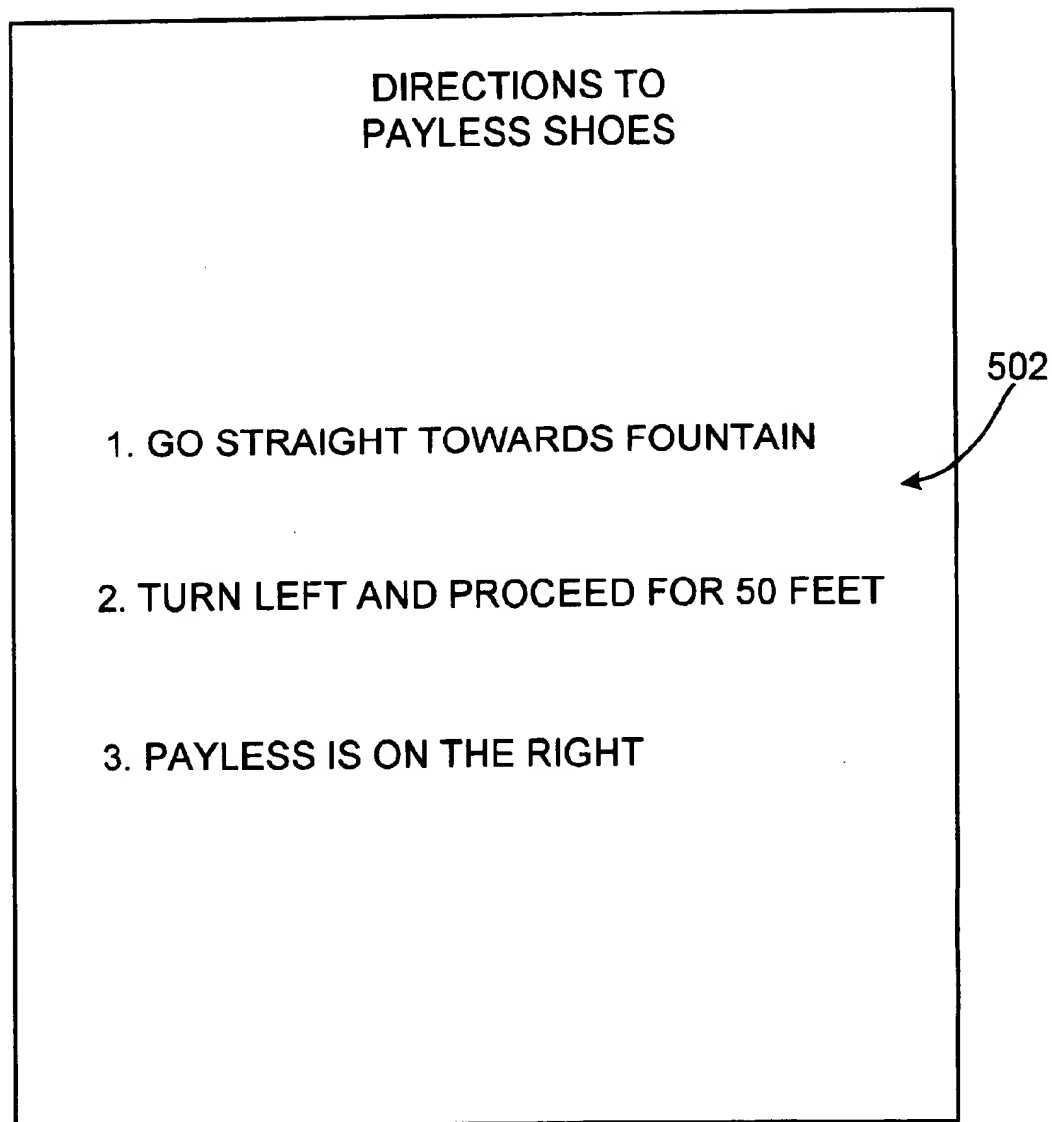 DIRECTIONS TO
PAYLESS SHOES
502
1. GO STRAIGHT TOWARDS FOUNTAIN
2. TURN LEFT AND PROCEED FOR 50 FEET
3. PAYLESS IS ON THE RIGHT